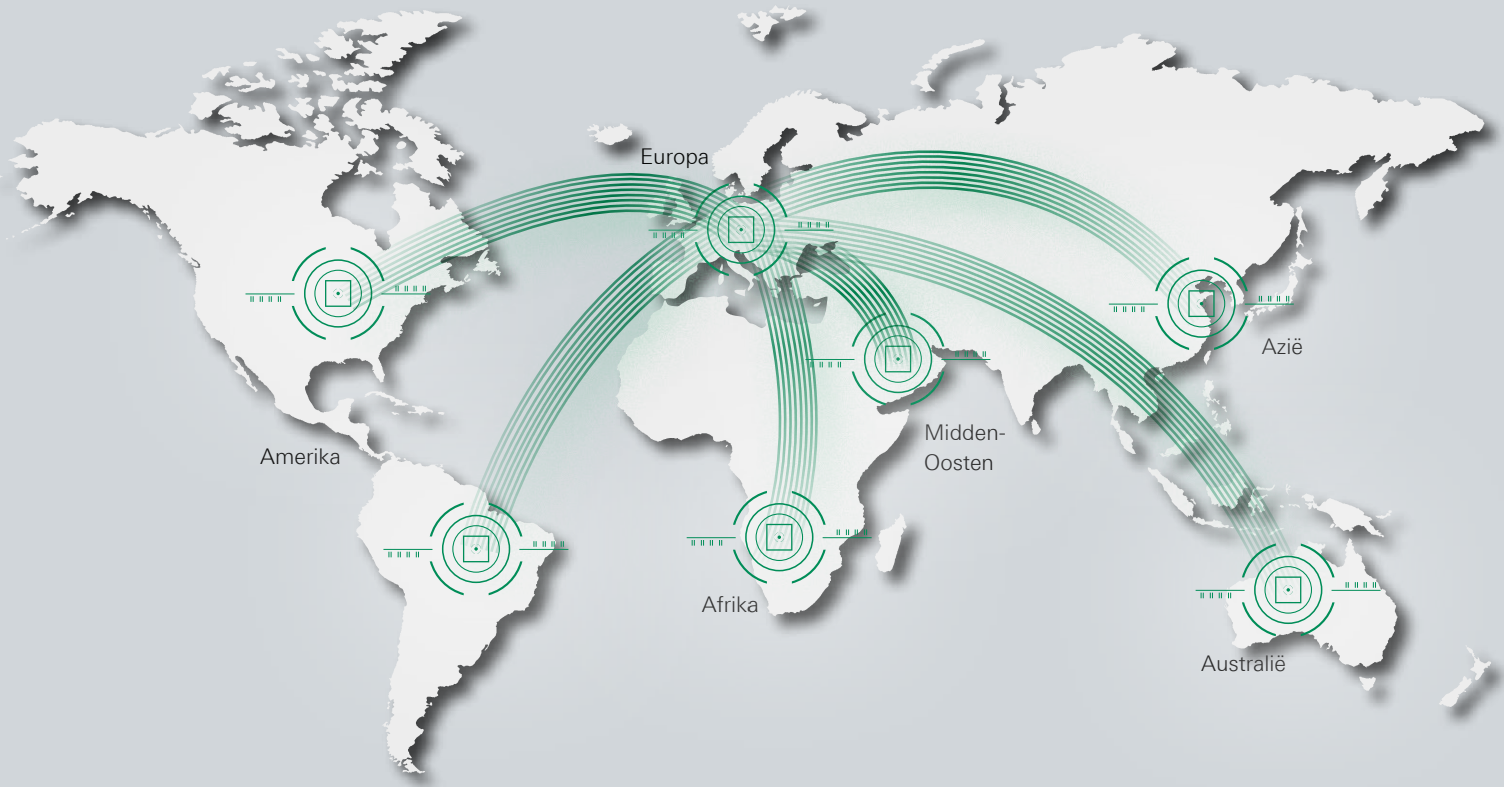 Europa
Azië
Midden-
Oosten
Amerika
Afrika
Australië